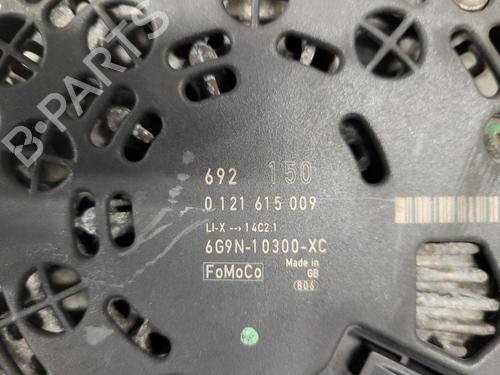 B-PARTS
692 150
0 121 615 009
LI-X --› 14C2.1
6G9N-10300-XC
FoMoCo
Made in
GB
806